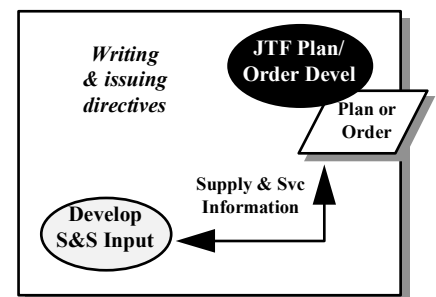 Writing
& issuing
directives
JTF Plan/
Order Devel
Plan or
Order
Supply & Svc
Information
Develop
S&S Input